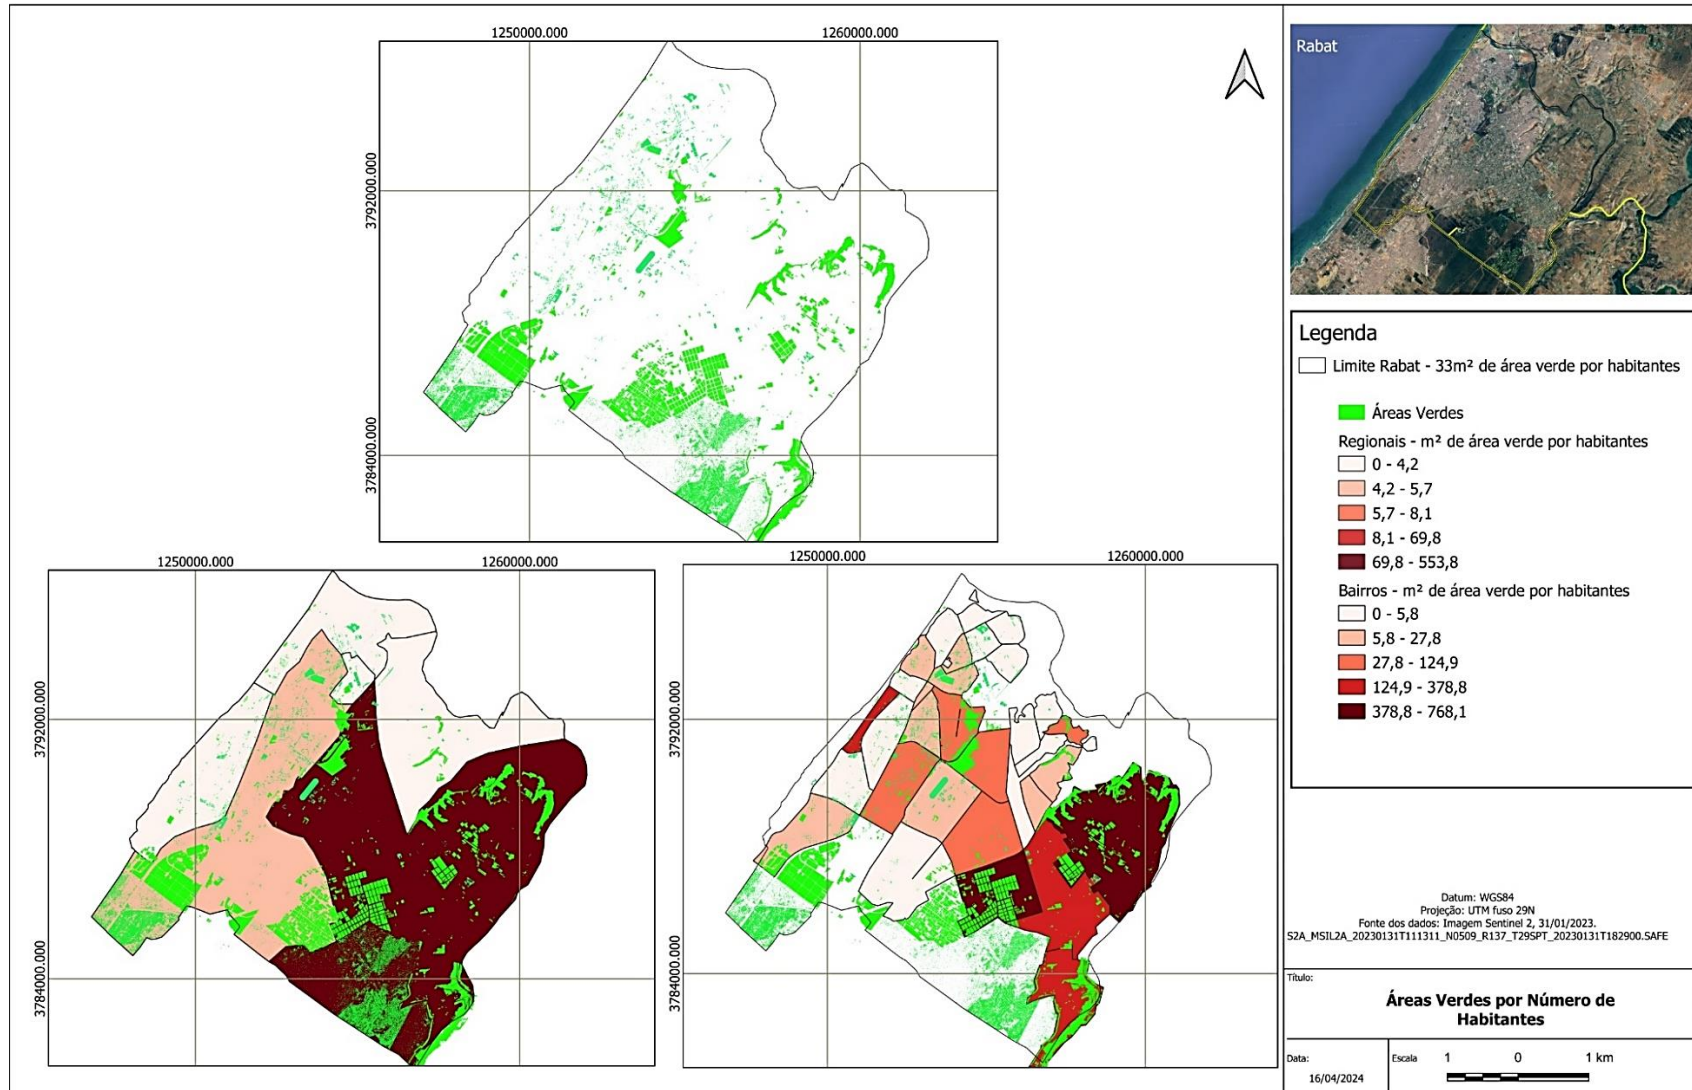 1250000.000
1260000.000
3792000.000
3784000.000
1250000.000
1260000.000
3792000.000
3784000.000
1250000.000
1260000.000
3792000.000
3784000.000
Rabat
Legenda
Limite Rabat - 33m² de área verde por habitantes
Áreas Verdes
Regionais - m² de área verde por habitantes
0 - 4,2
4,2 - 5,7
5,7 - 8,1
8,1 - 69,8
69,8 - 553,8
Bairros - m² de área verde por habitantes
0 - 5,8
5,8 - 27,8
27,8 - 124,9
124,9 - 378,8
378,8 - 768,1
Datum: WGS84
Projeção: UTM fuso 29N
Fonte dos dados: Imagem Sentinel 2, 31/01/2023.
S2A_MSIL2A_20230131T111311_N0509_R137_T29SPT_20230131T182900.SAFE
Título:
Áreas Verdes por Número de
Habitantes
Data:
16/04/2024
Escala
1 0 1 km